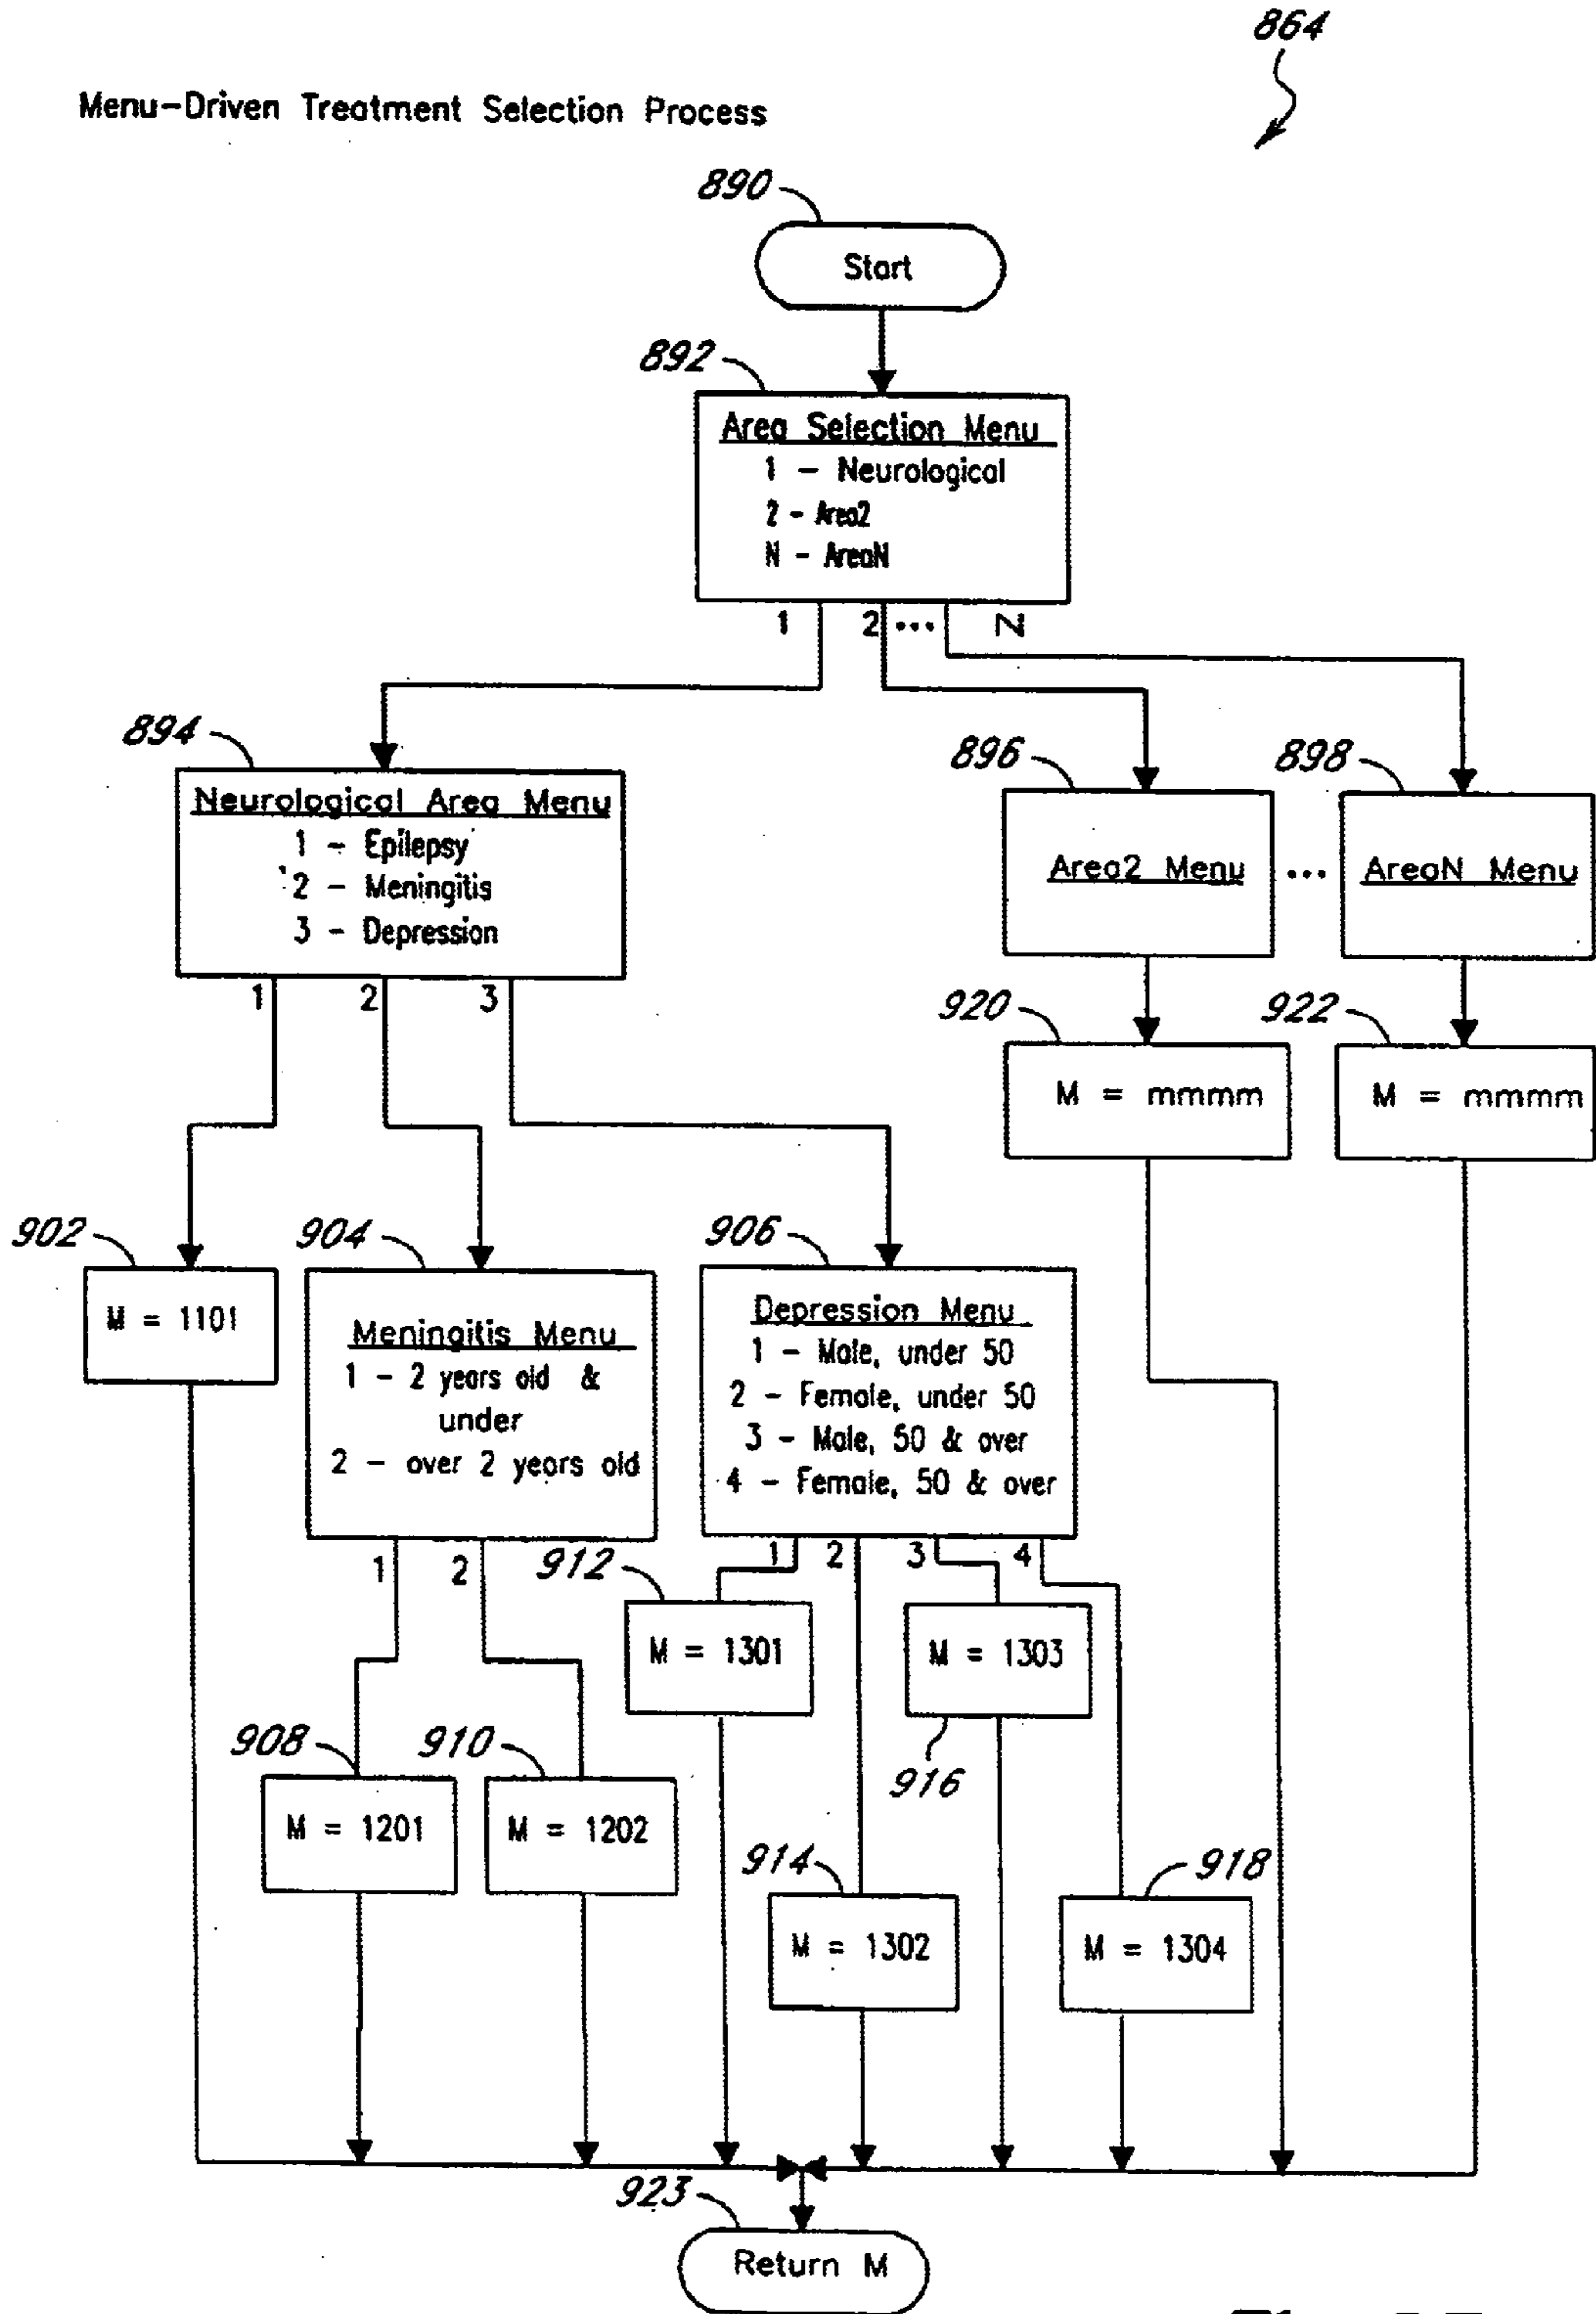 864
Menu-Driven Treatment Selection Process
890
Start
892
Area Selection Menu
1 - Neurological
2 - Area2
N - AreaN
1 2 ... N
894
Neurological Area Menu
1 - Epilepsy
2 - Meningitis
3 - Depression
1 2 3
896
Area2 Menu
...
898
AreaN Menu
920
M = mmmm
922
M = mmmm
902
M = 1101
904
Meningitis Menu
1 - 2 years old &
under
2 - over 2 years old
1 2
906
Depression Menu
1 - Male, under 50
2 - Female, under 50
3 - Male, 50 & over
4 - Female, 50 & over
1 2 3 4
912
M = 1301
M = 1303
916
908
M = 1201
910
M = 1202
914
M = 1302
918
M = 1304
923
Return M